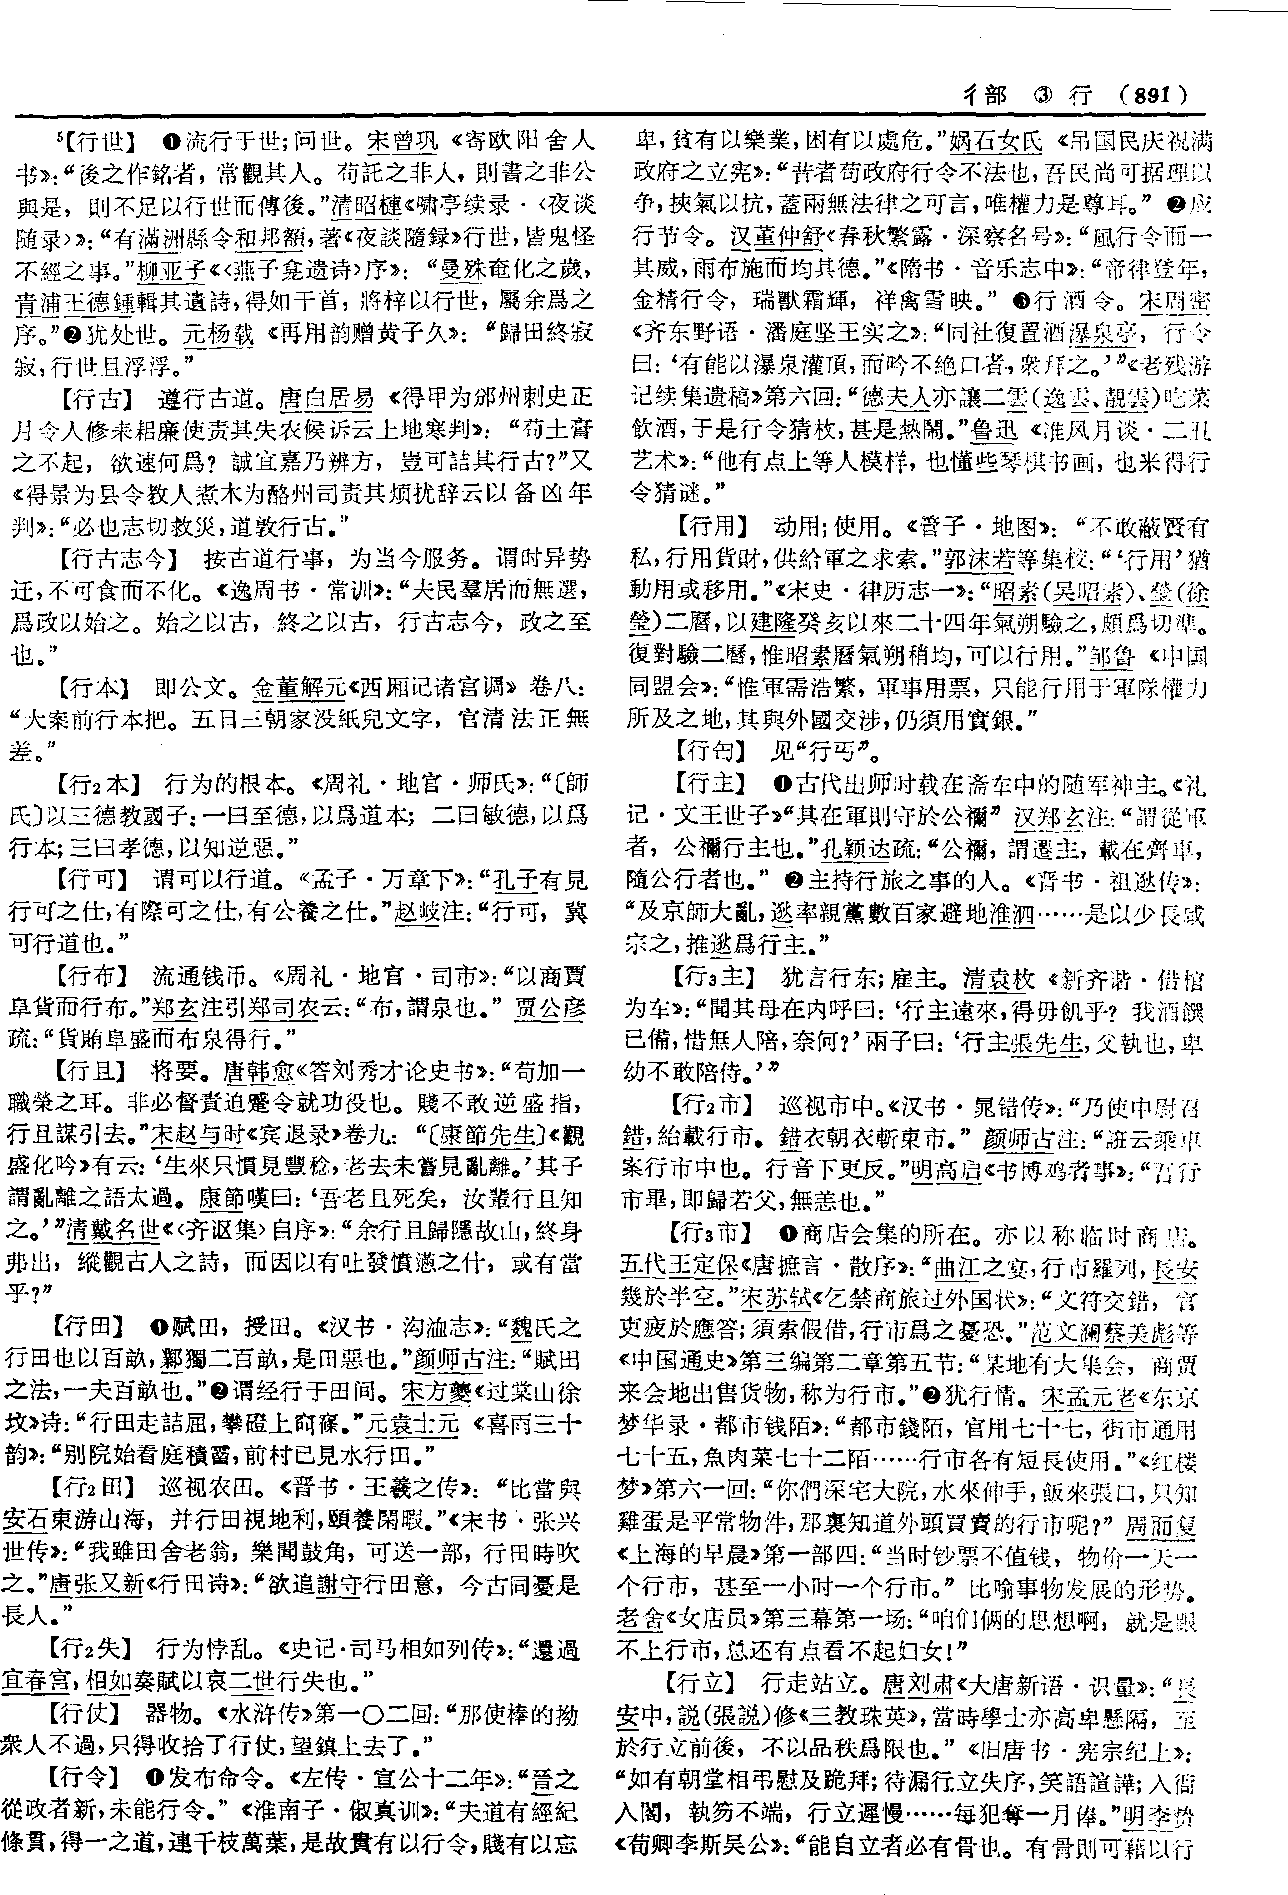 彳部 ③ 行 (891)
【行世】 ❶流行于世；问世。宋曾巩《寄欧阳舍人
书》：“後之作銘者，常觀其人。苟託之非人，則書之非公
與是，則不足以行世而傳後。”清昭槤《啸亭续录·〈夜谈
随录〉》：“有滿洲縣令和邦額，著《夜談隨録》行世，皆鬼怪
不經之事。”柳亚子《〈燕子龛遗诗〉序》：“曼殊奄化之歲，
青浦王德鍾輯其遺詩，得如干首，將梓以行世，屬余爲之
序。”❷犹处世。元杨载《再用韵赠黄子久》：“歸田終寂
寂，行世且浮浮。”
【行古】 遵行古道。唐白居易《得甲为邠州刺史正
月令人修耒耜廉使责其失农候诉云上地寒判》：“苟土膏
之不起，欲速何爲？誠宜嘉乃辨方，豈可詰其行古？”又
《得景为县令教人煮木为酪州司责其烦扰辞云以备凶年
判》：“必也志切救災，道敦行古。”
【行古志今】 按古道行事，为当今服务。谓时异势
迁，不可食而不化。《逸周书·常训》：“夫民羣居而無選，
爲政以始之。始之以古，終之以古，行古志今，政之至
也。”
【行本】 即公文。金董解元《西厢记诸宫调》卷八：
“大案前行本把。五日三朝家没紙兒文字，官清法正無
差。”
【行2本】 行为的根本。《周礼·地官·师氏》：“〔師
氏〕以三德教國子：一曰至德，以爲道本；二曰敏德，以爲
行本；三曰孝德，以知逆惡。”
【行可】 谓可以行道。《孟子·万章下》：“孔子有見
行可之仕，有際可之仕，有公養之仕。”赵岐注：“行可，冀
可行道也。”
【行布】 流通钱币。《周礼·地官·司市》：“以商賈
阜貨而行布。”郑玄注引郑司农云：“布，謂泉也。”贾公彦
疏：“貨賄阜盛而布泉得行。”
【行且】 将要。唐韩愈《答刘秀才论史书》：“苟加一
職榮之耳。非必督責迫蹙令就功役也。賤不敢逆盛指，
行且謀引去。”宋赵与时《宾退录》卷九：“〔康節先生〕《觀
盛化吟》有云：‘生來只慣見豐稔，老去未嘗見亂離。’其子
謂亂離之語太過。康節嘆曰：‘吾老且死矣，汝輩行且知
之。’”清戴名世《〈齐讴集〉自序》：“余行且歸隱故山，終身
弗出，縱觀古人之詩，而因以有吐發憤懣之什，或有當
乎？”
【行田】 ❶赋田，授田。《汉书·沟洫志》：“魏氏之
行田也以百畝，鄴獨二百畝，是田惡也。”颜师古注：“賦田
之法，一夫百畝也。”❷谓经行于田间。宋方夔《过棠山徐
坟》诗：“行田走詰屈，攀磴上窅篠。”元袁士元《喜雨三十
韵》：“别院始看庭積霤，前村已見水行田。”
【行2田】 巡视农田。《晋书·王羲之传》：“比當與
安石東游山海，并行田視地利，頤養閑暇。”《宋书·张兴
世传》：“我雖田舍老翁，樂聞鼓角，可送一部，行田時吹
之。”唐张又新《行田诗》：“欲追謝守行田意，今古同憂是
長人。”
【行2失】 行为悖乱。《史记·司马相如列传》：“還過
宜春宫，相如奏賦以哀二世行失也。”
【行仗】 器物。《水浒传》第一〇二回：“那使棒的拗
衆人不過，只得收拾了行仗，望鎮上去了。”
【行令】 ❶发布命令。《左传·宣公十二年》：“晉之
從政者新，未能行令。”《淮南子·俶真训》：“夫道有經紀
條貫，得一之道，連千枝萬葉，是故貴有以行令，賤有以忘
卑，貧有以樂業，困有以處危。”娲石女氏《吊国民庆祝满
政府之立宪》：“昔者苟政府行令不法也，吾民尚可据理以
争，挾氣以抗，蓋兩無法律之可言，唯權力是尊耳。” ❷应
行节令。汉董仲舒《春秋繁露·深察名号》：“風行令而一
其威，雨布施而均其德。”《隋书·音乐志中》：“帝律登年，
金精行令，瑞獸霜輝，祥禽雪映。” ❸行酒令。宋周密
《齐东野语·潘庭坚王实之》：“同社復置酒瀑泉亭，行令
曰：‘有能以瀑泉灌頂，而吟不绝口者，衆拜之。’”《老残游
记续集遗稿》第六回：“德夫人亦讓二雲（逸雲、靚雲）吃菜
飲酒，于是行令猜枚，甚是热鬧。”鲁迅《准风月谈·二丑
艺术》：“他有点上等人模样，也懂些琴棋书画，也来得行
令猜谜。”
【行用】 动用；使用。《管子·地图》：“不敢蔽賢有
私，行用貨財，供給軍之求索。”郭沫若等集校：“‘行用’猶
動用或移用。”《宋史·律历志一》：“昭素（吴昭素）、瑩（徐
瑩）二曆，以建隆癸亥以來二十四年氣朔驗之，頗爲切準。
復對驗二曆，惟昭素曆氣朔稍均，可以行用。”邹鲁《中国
同盟会》：“惟軍需浩繁，軍事用票，只能行用于軍隊權力
所及之地，其與外國交涉，仍須用實銀。”
【行匄】 见“行丐”。
【行主】 ❶古代出师时载在斋车中的随军神主。《礼
记·文王世子》“其在軍則守於公禰” 汉郑玄注：“謂從軍
者，公禰行主也。”孔颖达疏：“公禰，謂遷主，載在齊車，
隨公行者也。” ❷主持行旅之事的人。《晋书·祖逖传》：
“及京師大亂，逖率親黨數百家避地淮泗……是以少長咸
宗之，推逖爲行主。”
【行3主】 犹言行东；雇主。清袁枚《新齐谐·借棺
为车》：“聞其母在内呼曰：‘行主遠來，得毋飢乎？我酒饌
已備，惜無人陪，奈何？’兩子曰：‘行主張先生，父執也，卑
幼不敢陪侍。’”
【行2市】 巡视市中。《汉书·晁错传》：“乃使中尉召
錯，紿載行市。錯衣朝衣斬東市。” 颜师古注：“誑云乘車
案行市中也。行音下更反。”明高启《书博鸡者事》：“吾行
市畢，即歸若父，無恙也。”
【行3市】 ❶商店会集的所在。亦以称临时商店。
五代王定保《唐摭言·散序》：“曲江之宴，行市羅列，長安
幾於半空。”宋苏轼《乞禁商旅过外国状》：“文符交錯，官
吏疲於應答；須索假借，行市爲之憂恐。”范文澜蔡美彪等
《中国通史》第三编第二章第五节：“某地有大集会，商贾
来会地出售货物，称为行市。”❷犹行情。宋孟元老《东京
梦华录·都市钱陌》：“都市錢陌，官用七十七，街市通用
七十五，魚肉菜七十二陌……行市各有短長使用。”《红楼
梦》第六一回：“你們深宅大院，水來伸手，飯來張口，只知
雞蛋是平常物件，那裏知道外頭買賣的行市呢？” 周而复
《上海的早晨》第一部四：“当时钞票不值钱，物价一天一
个行市，甚至一小时一个行市。” 比喻事物发展的形势。
老舍《女店员》第三幕第一场：“咱们俩的思想啊，就是跟
不上行市，总还有点看不起妇女！”
【行立】 行走站立。唐刘肃《大唐新语·识量》：“長
安中，説（張説）修《三教珠英》，當時學士亦高卑懸隔，至
於行立前後，不以品秩爲限也。” 《旧唐书·宪宗纪上》：
“如有朝堂相弔慰及跪拜；待漏行立失序，笑語諠譁；入衙
入閤，執笏不端，行立遲慢……每犯奪一月俸。”明李贽
《荀卿李斯吴公》：“能自立者必有骨也。有骨則可藉以行